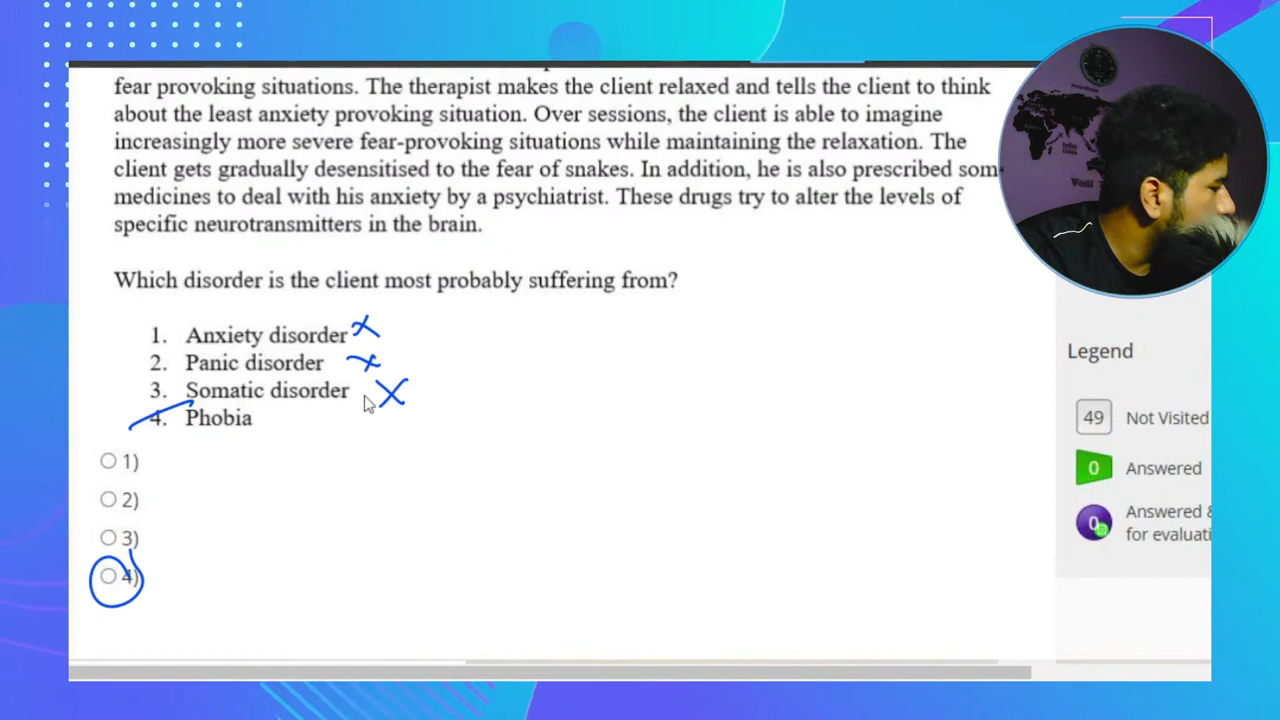 fear provoking situations. The therapist makes the client relaxed and tells the client to think
about the least anxiety provoking situation. Over sessions, the client is able to imagine
increasingly more severe fear-provoking situations while maintaining the relaxation. The
client gets gradually desensitised to the fear of snakes. In addition, he is also prescribed som
medicines to deal with his anxiety by a psychiatrist. These drugs try to alter the levels of
specific neurotransmitters in the brain.
Which disorder is the client most probably suffering from?
1. Anxiety disorder
2. Panic disorder
3. Somatic disorder
4. Phobia
1)
2)
3)
4)
World
Legend
49 Not Visited
0 Answered
0 Answered &
for evaluati